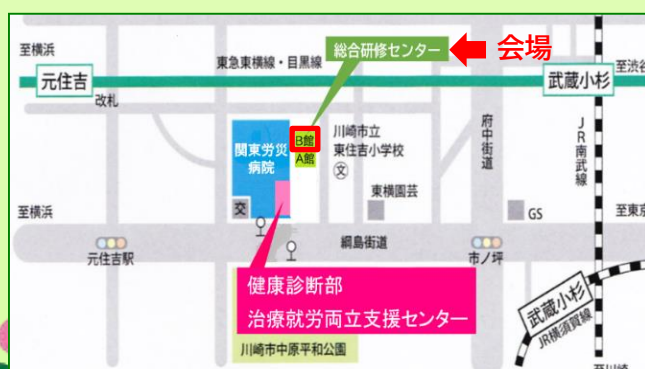 総合研修センター
会場
至横浜
東急東横線・目黒線
至渋谷
元住吉
武蔵小杉
改札
府中街道
JR南武線
B館
A館
関東労災
病院
川崎市立
東住吉小学校
文
東横園芸
交
GS
至横浜
至東京
綱島街道
元住吉駅
市ノ坪
健康診断部
治療就労両立支援センター
武蔵小杉
JR横須賀線
川崎市中原平和公園
至川崎